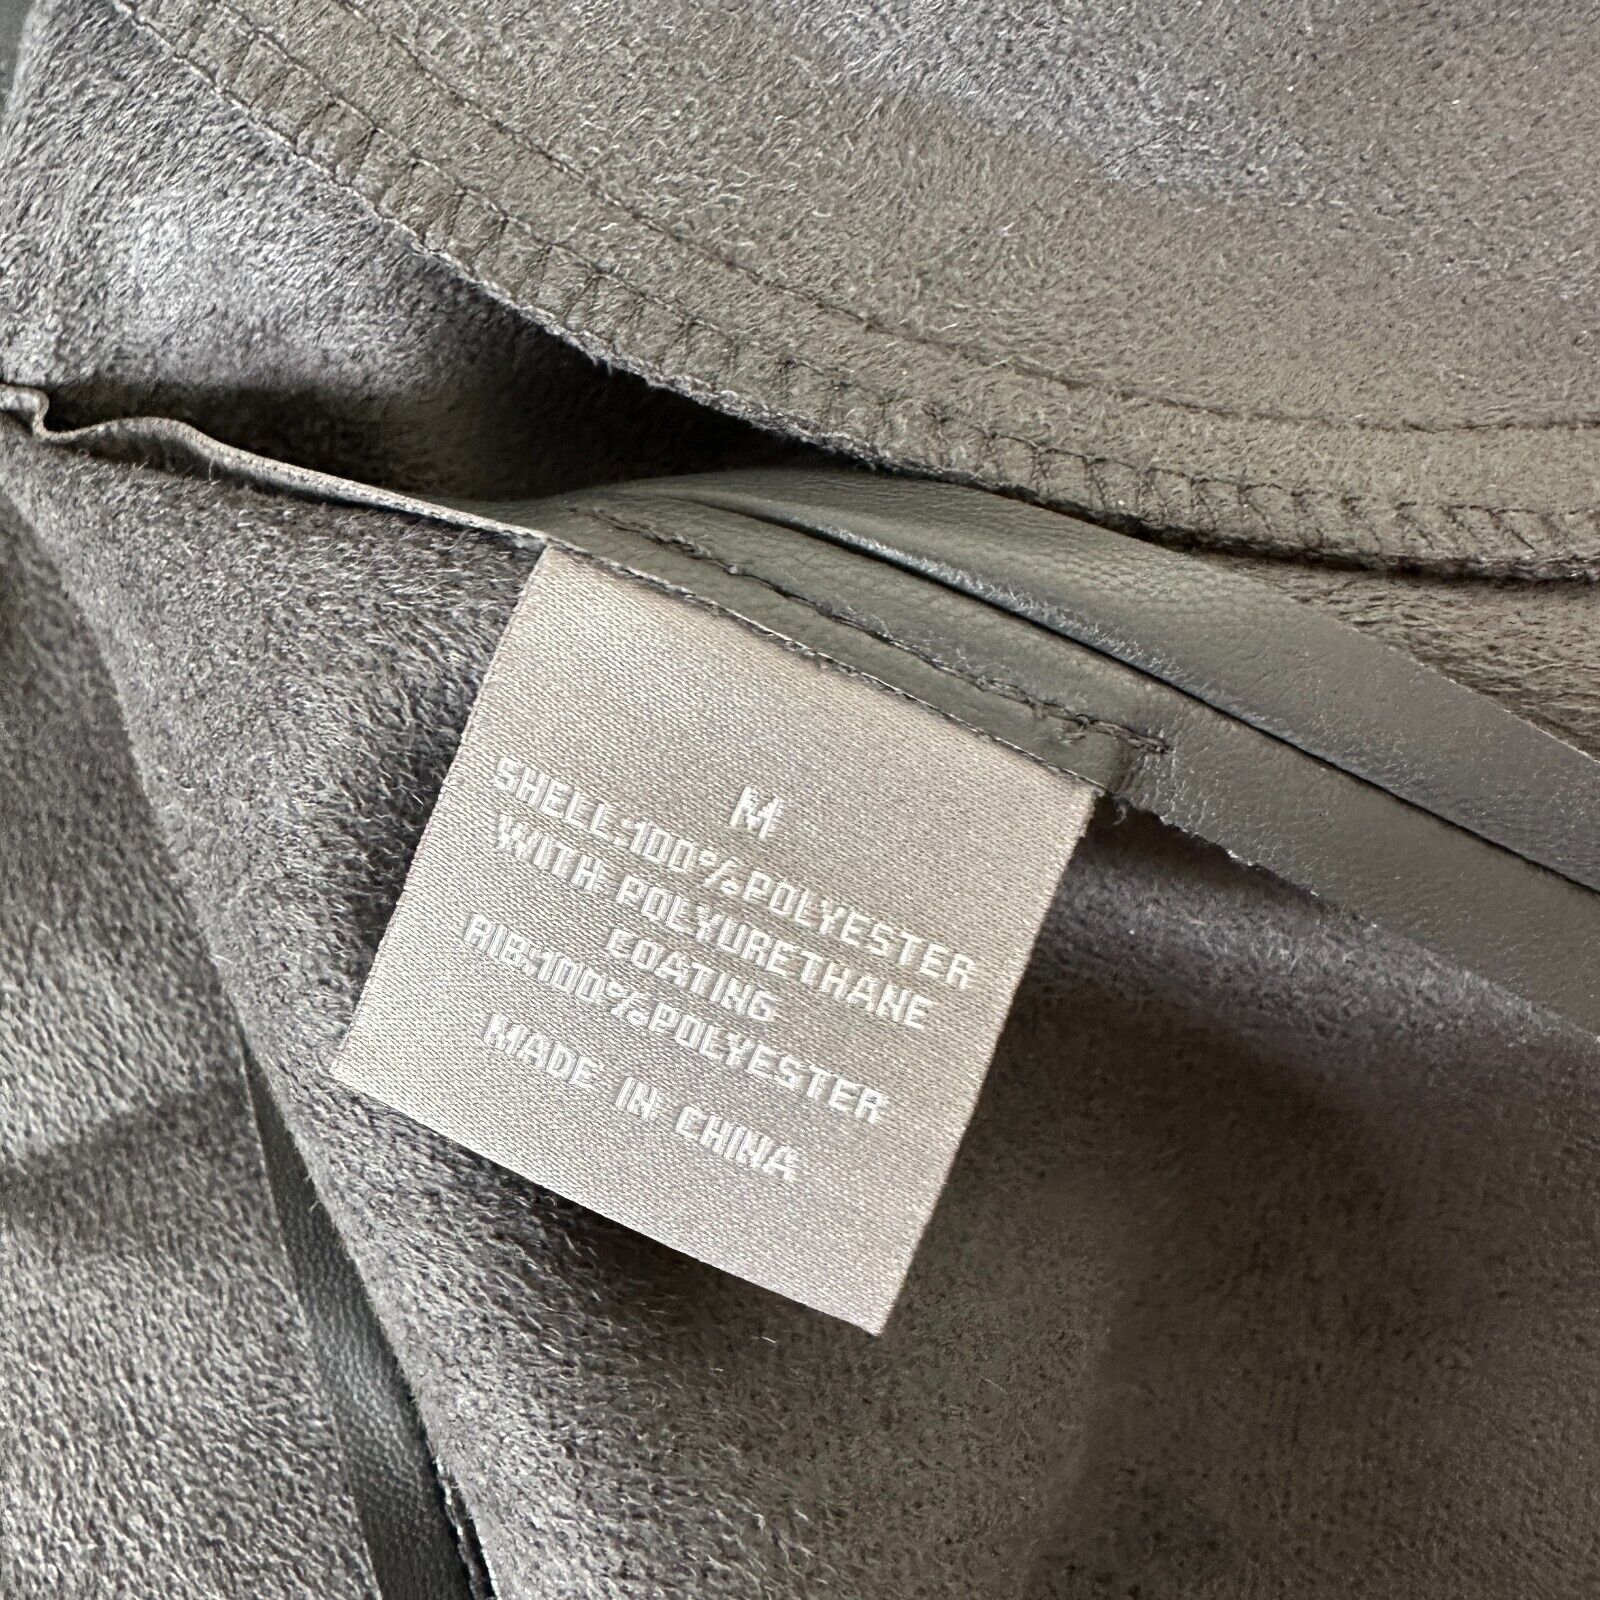 M
SHELL:100%POLYESTER
WITH POLYURETHANE
COATING
RIB:100%POLYESTER
MADE IN CHINA